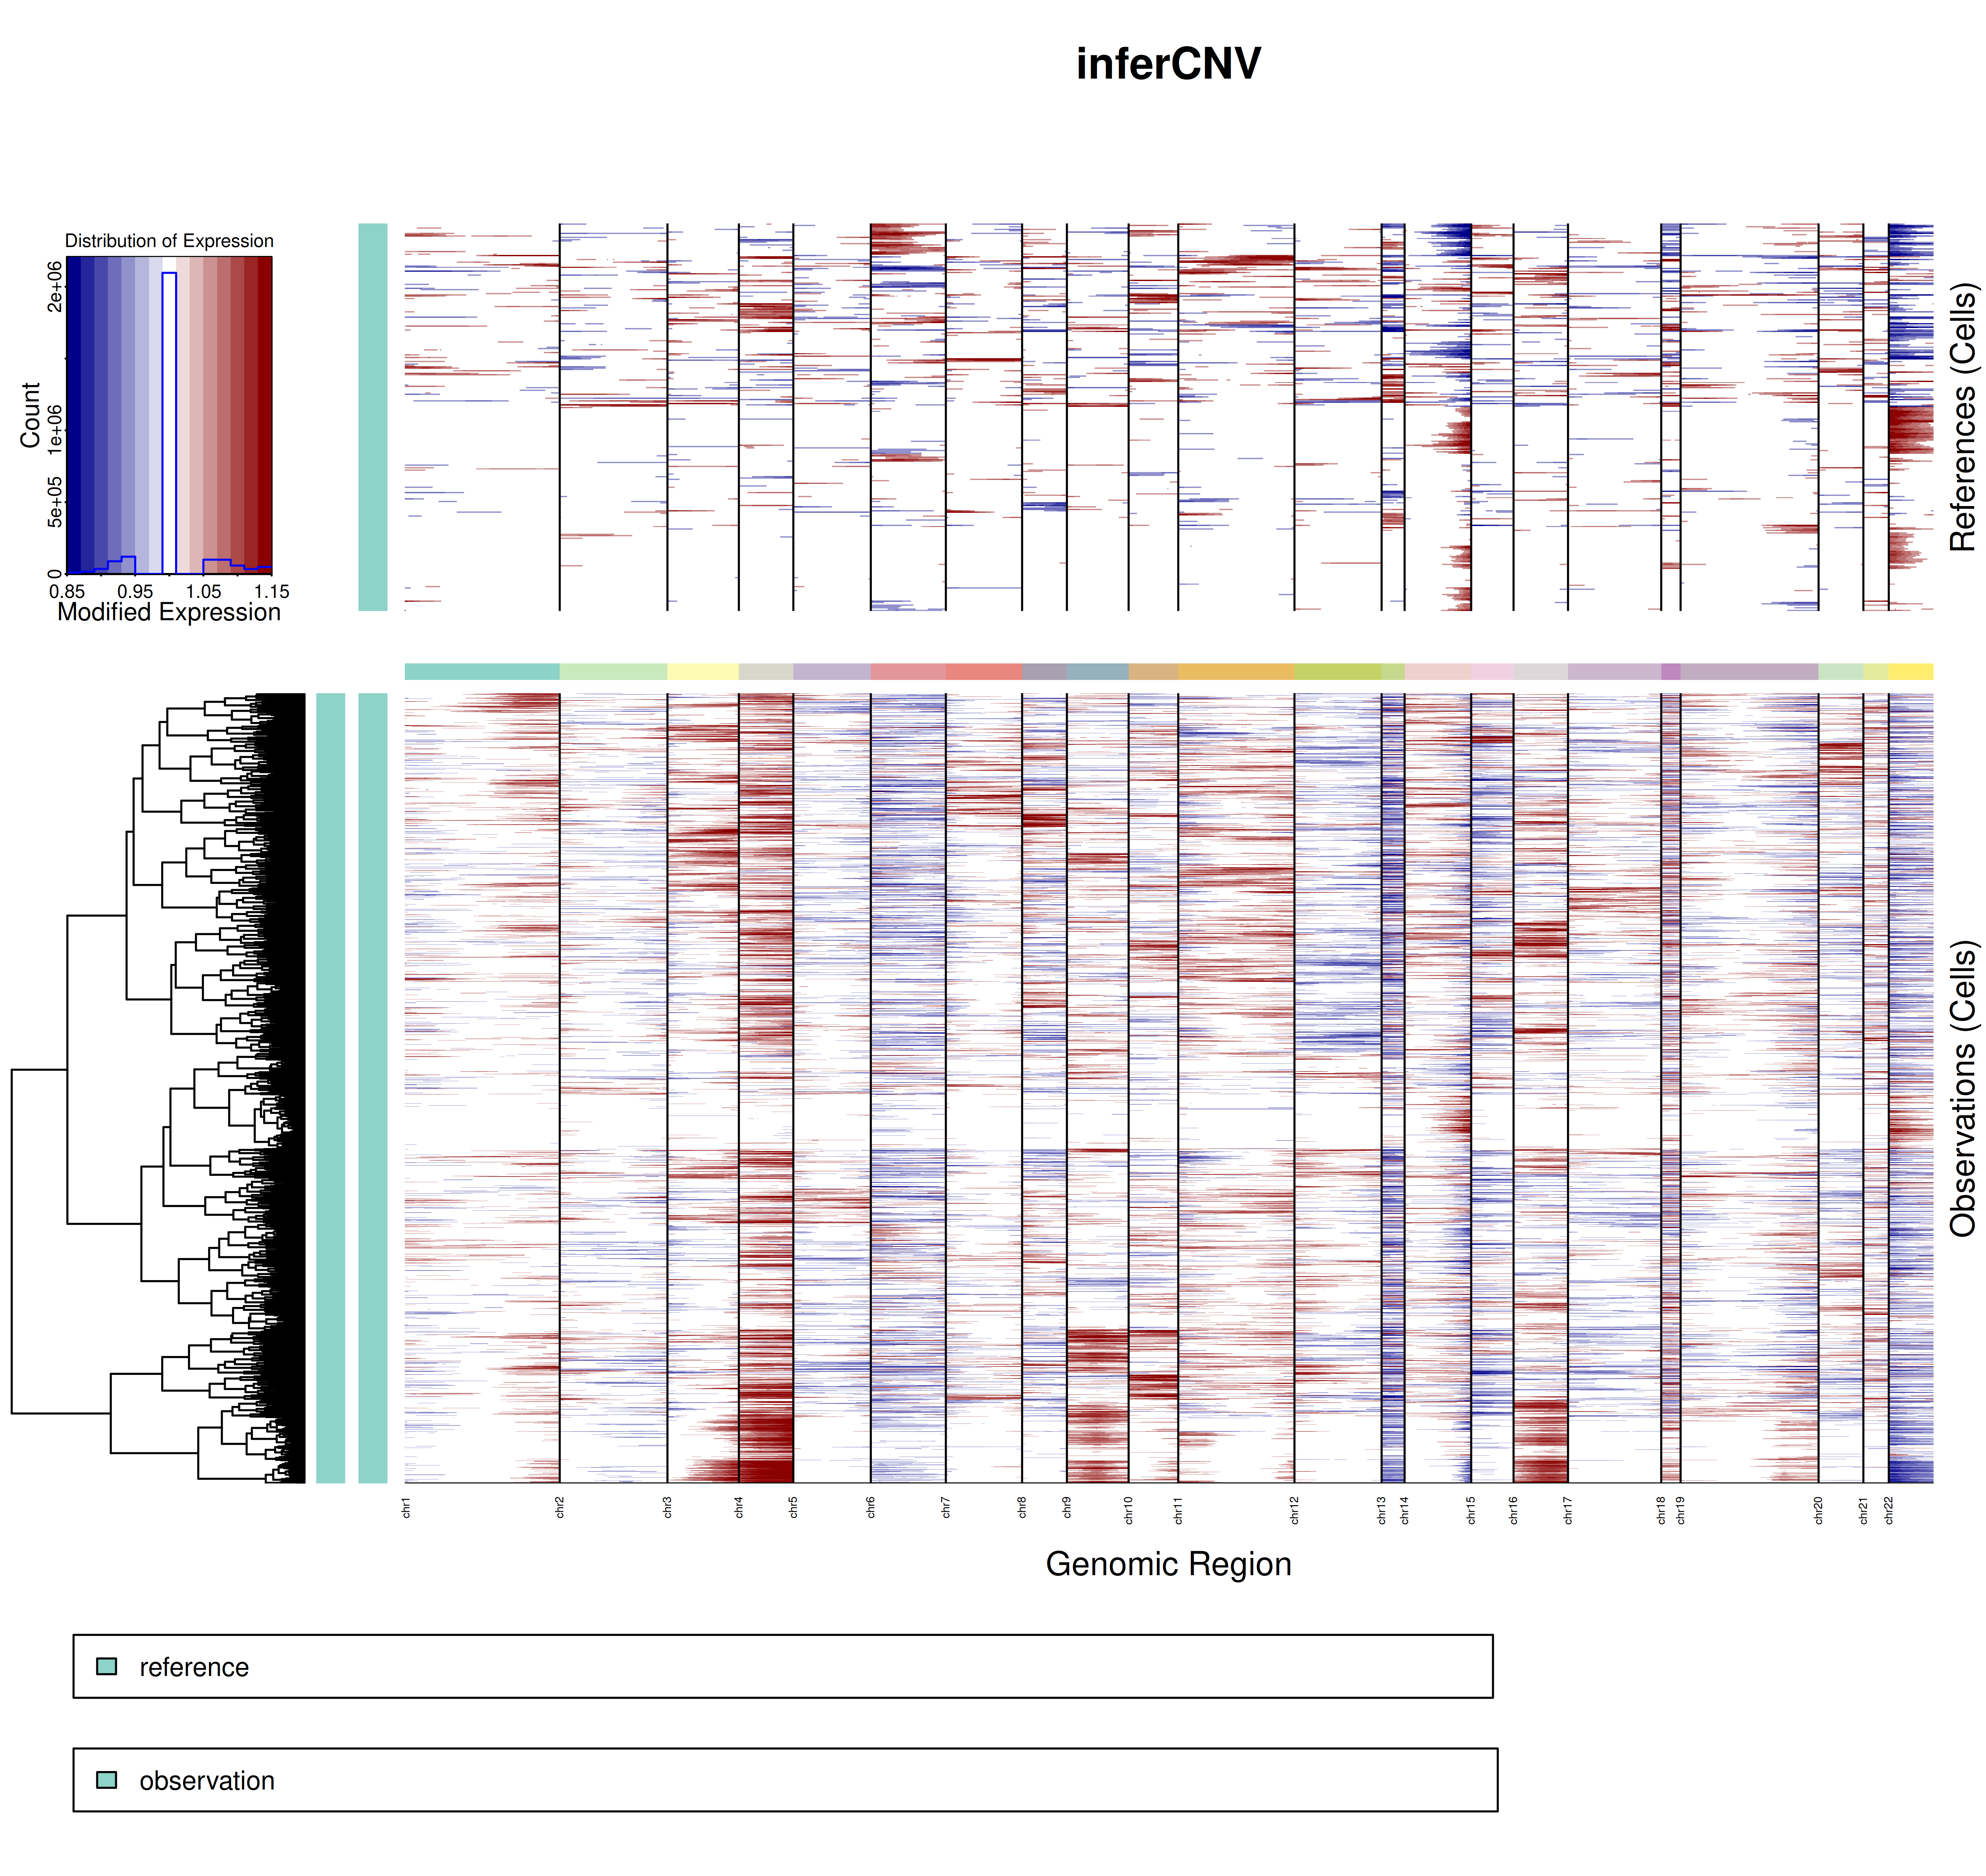 inferCNV
Distribution of Expression
Count
0 5e+05 1e+06 2e+06
0.85 0.95 1.05 1.15
Modified Expression
References (Cells)
Observations (Cells)
chr1 chr2 chr3 chr4 chr5 chr6 chr7 chr8 chr9 chr10 chr11 chr12 chr13 chr14 chr15 chr16 chr17 chr18 chr19 chr20 chr21 chr22
Genomic Region
reference
observation